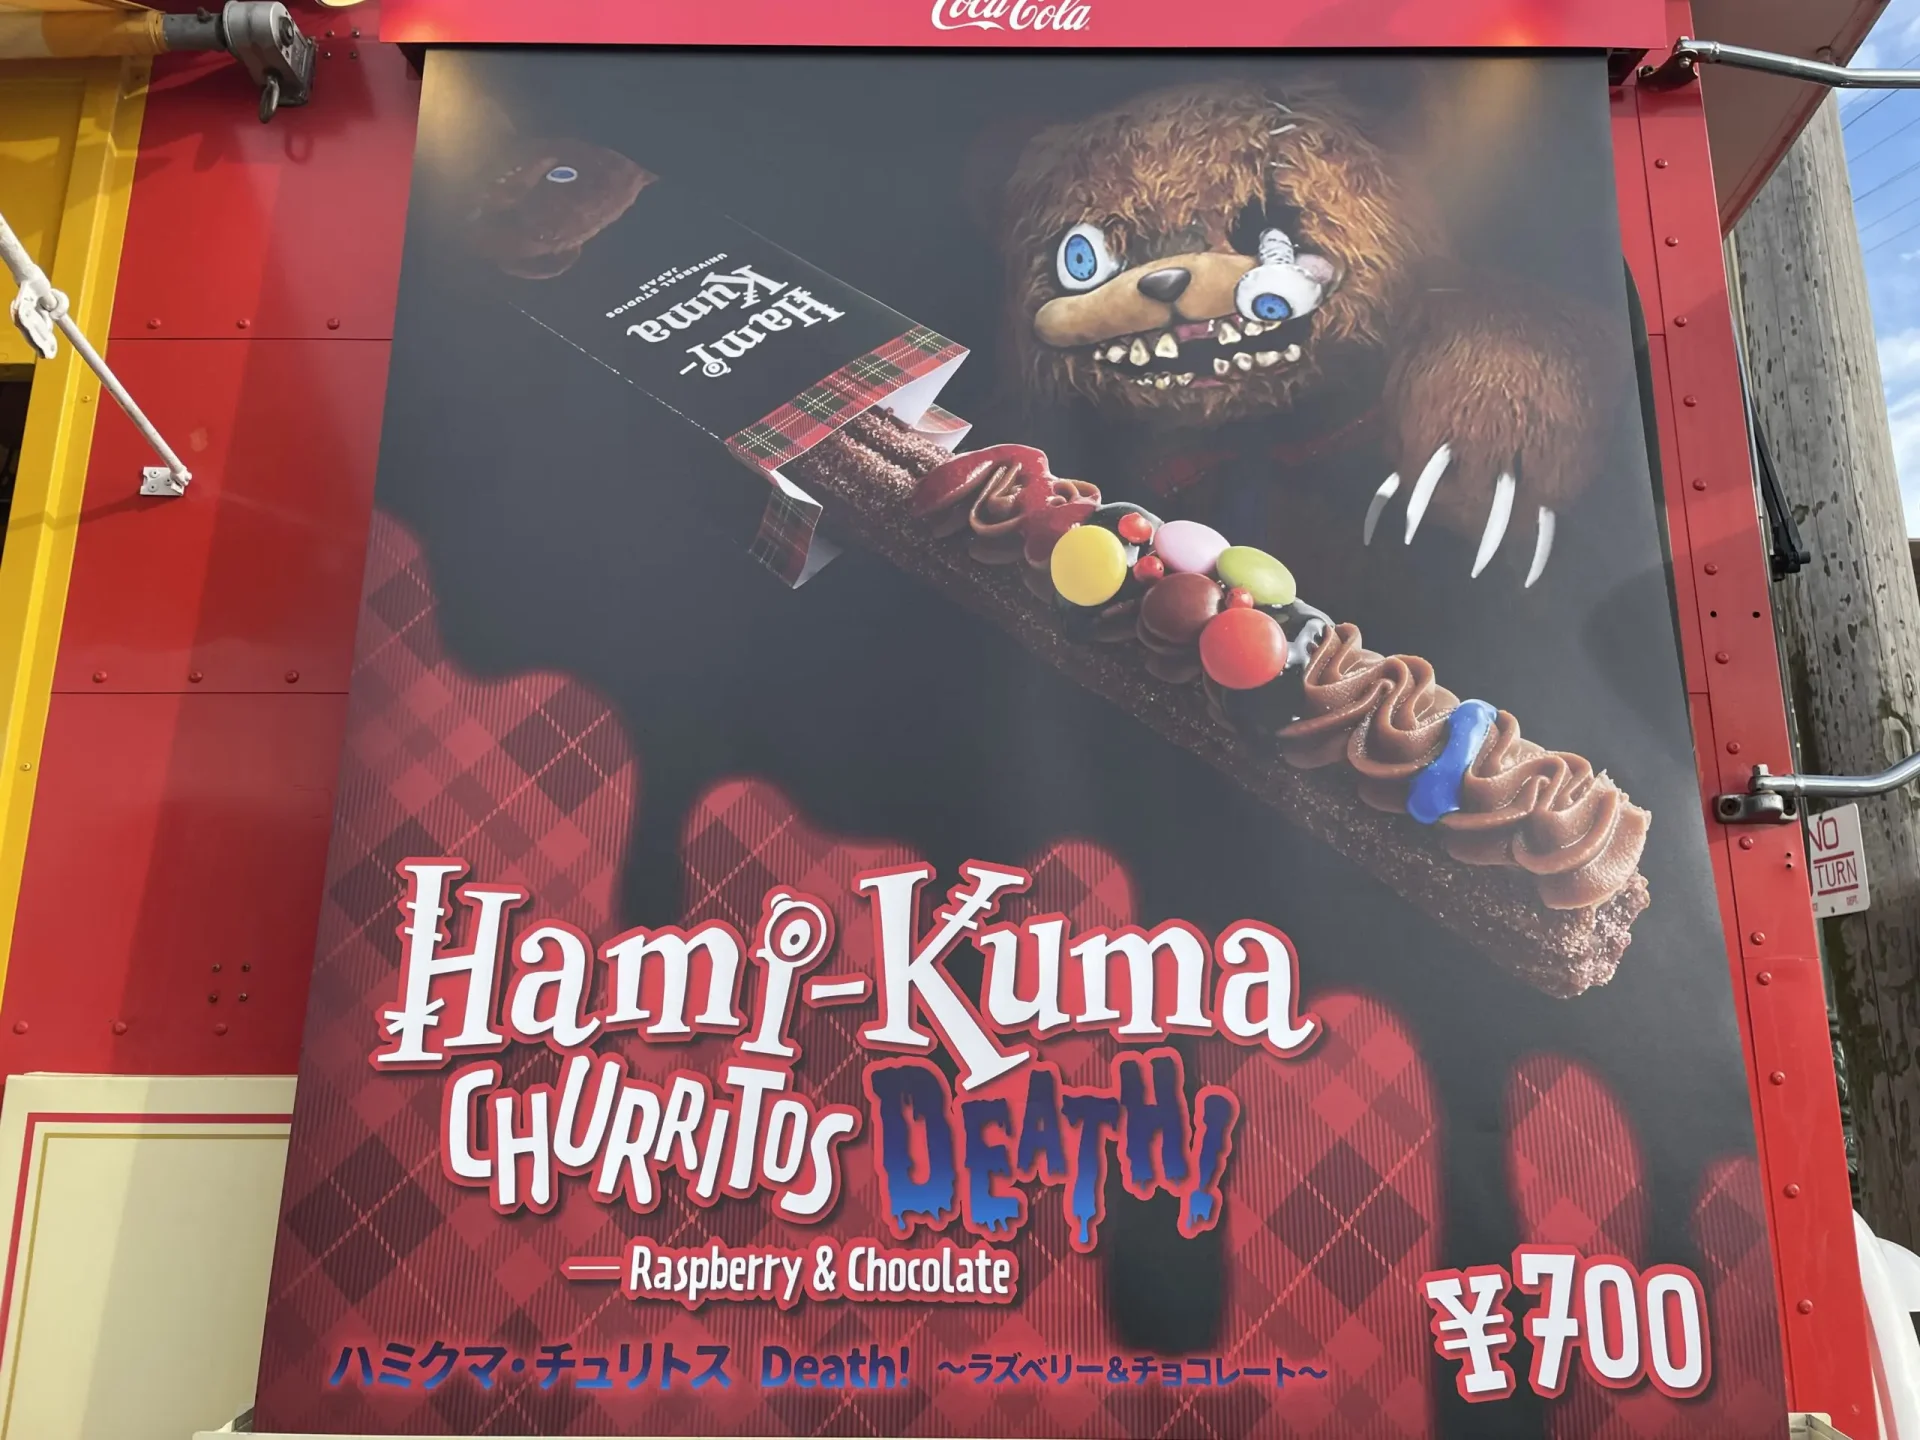 Coca-Cola
Hami-
Kuma
UNIVERSAL STUDIOS
JAPAN
Hami-Kuma
CHURRITOS DEATH!
Raspberry & Chocolate
¥700
ハミクマ・チュリトス Death! ～ラズベリー&チョコレート～
NO
TURN
DEPT.